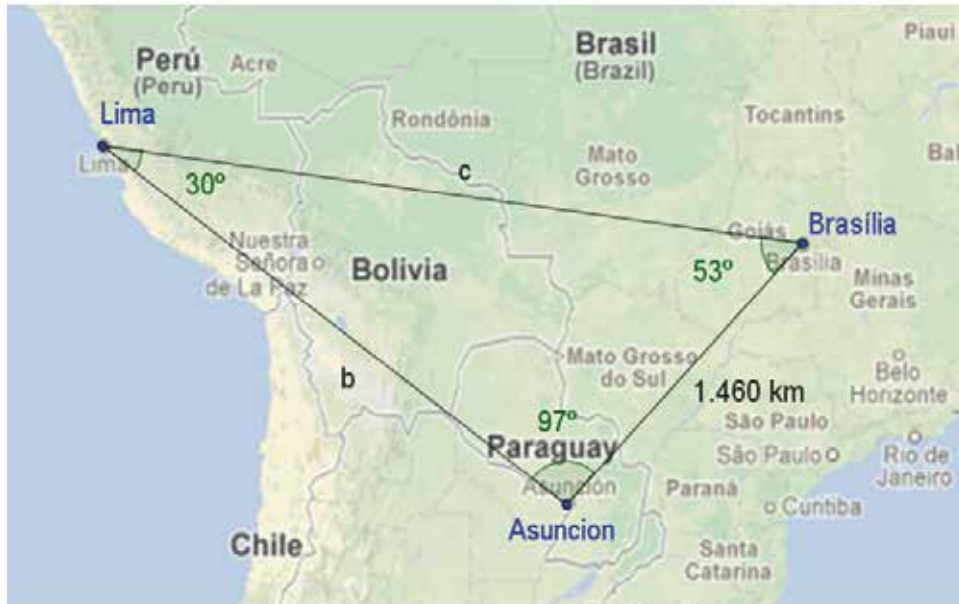 Brasil
(Brazil)
Piauí
Perú
(Peru)
Acre
Lima
Tocantins
Rondônia
Lima
c
Mato
Grosso
Bal
30º
Goiás
Brasília
Brasília
Nuestra
Señora
de La Paz
Bolivia
53º
Minas
Gerais
b
Mato Grosso
do Sul
1.460 km
Belo
Horizonte
97º
São Paulo
Paraguay
São Paulo
Rio de
Janeiro
Asunción
Paraná
Curitiba
Asuncion
Chile
Santa
Catarina